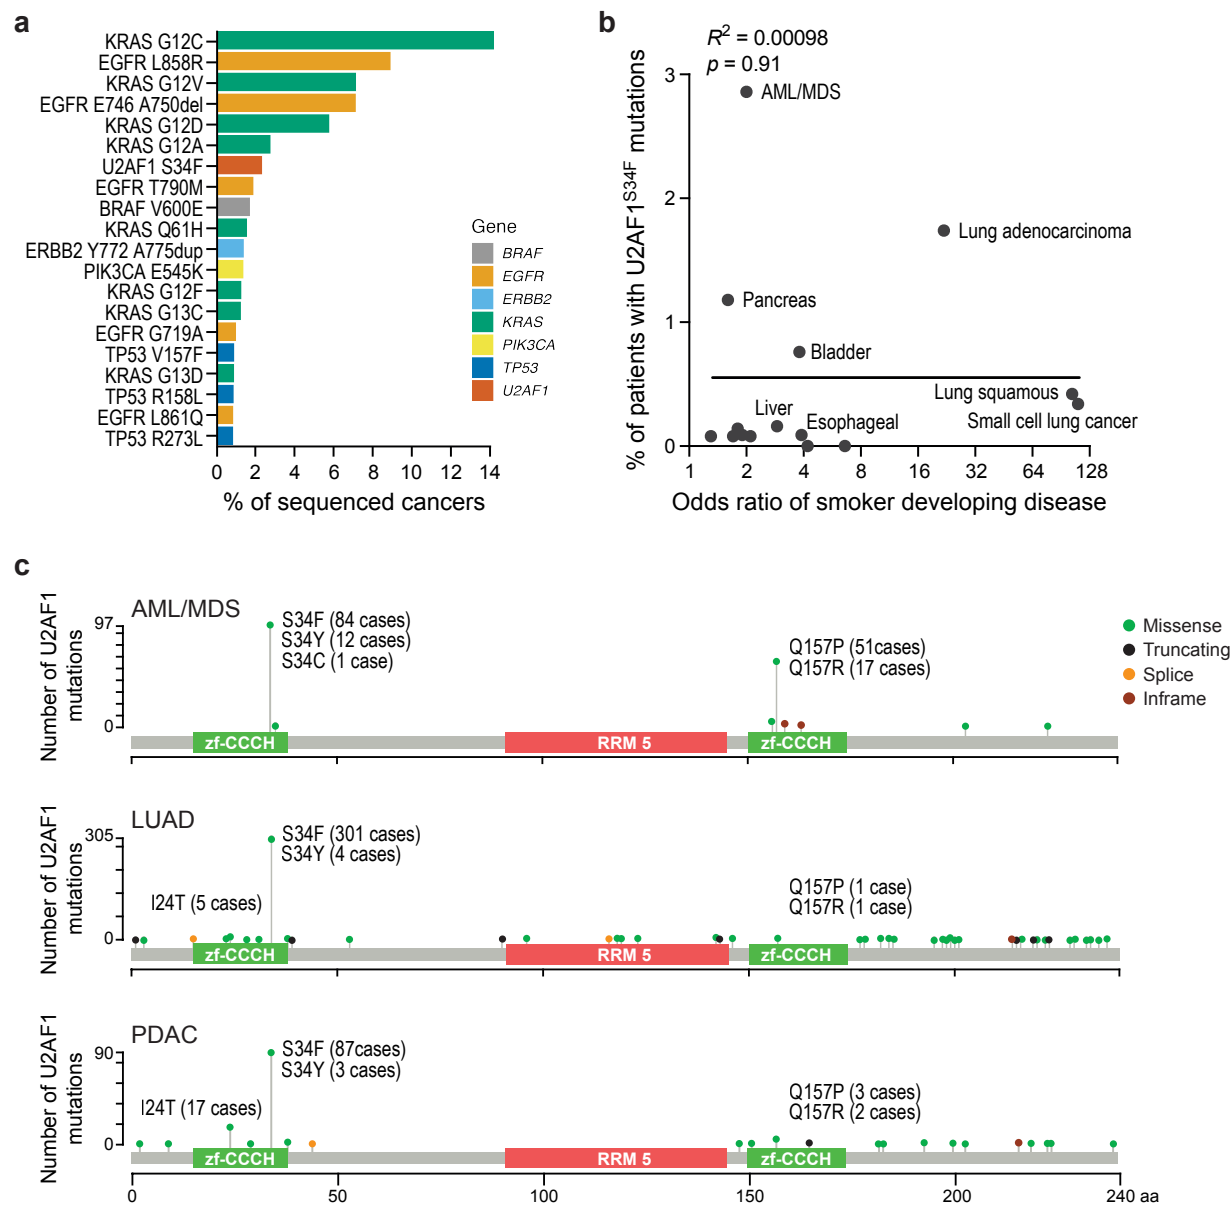 a
KRAS G12C
EGFR L858R
KRAS G12V
EGFR E746 A750del
KRAS G12D
KRAS G12A
U2AF1 S34F
EGFR T790M
BRAF V600E
KRAS Q61H
ERBB2 Y772 A775dup
PIK3CA E545K
KRAS G12F
KRAS G13C
EGFR G719A
TP53 V157F
KRAS G13D
TP53 R158L
EGFR L861Q
TP53 R273L
0 2 4 6 8 10 12 14
% of sequenced cancers
Gene
BRAF
EGFR
ERBB2
KRAS
PIK3CA
TP53
U2AF1
b
R² = 0.00098
p = 0.91
% of patients with U2AF1^S34F mutations
3
2
1
0
AML/MDS
Lung adenocarcinoma
Pancreas
Bladder
Lung squamous
Liver
Esophageal
Small cell lung cancer
1 2 4 8 16 32 64 128
Odds ratio of smoker developing disease
c
AML/MDS
Number of U2AF1
mutations
97
0
S34F (84 cases)
S34Y (12 cases)
S34C (1 case)
Q157P (51cases)
Q157R (17 cases)
zf-CCCH
RRM 5
zf-CCCH
Missense
Truncating
Splice
Inframe
LUAD
Number of U2AF1
mutations
305
0
S34F (301 cases)
S34Y (4 cases)
I24T (5 cases)
Q157P (1 case)
Q157R (1 case)
zf-CCCH
RRM 5
zf-CCCH
PDAC
Number of U2AF1
mutations
90
0
S34F (87cases)
S34Y (3 cases)
I24T (17 cases)
Q157P (3 cases)
Q157R (2 cases)
zf-CCCH
RRM 5
zf-CCCH
0 50 100 150 200 240 aa